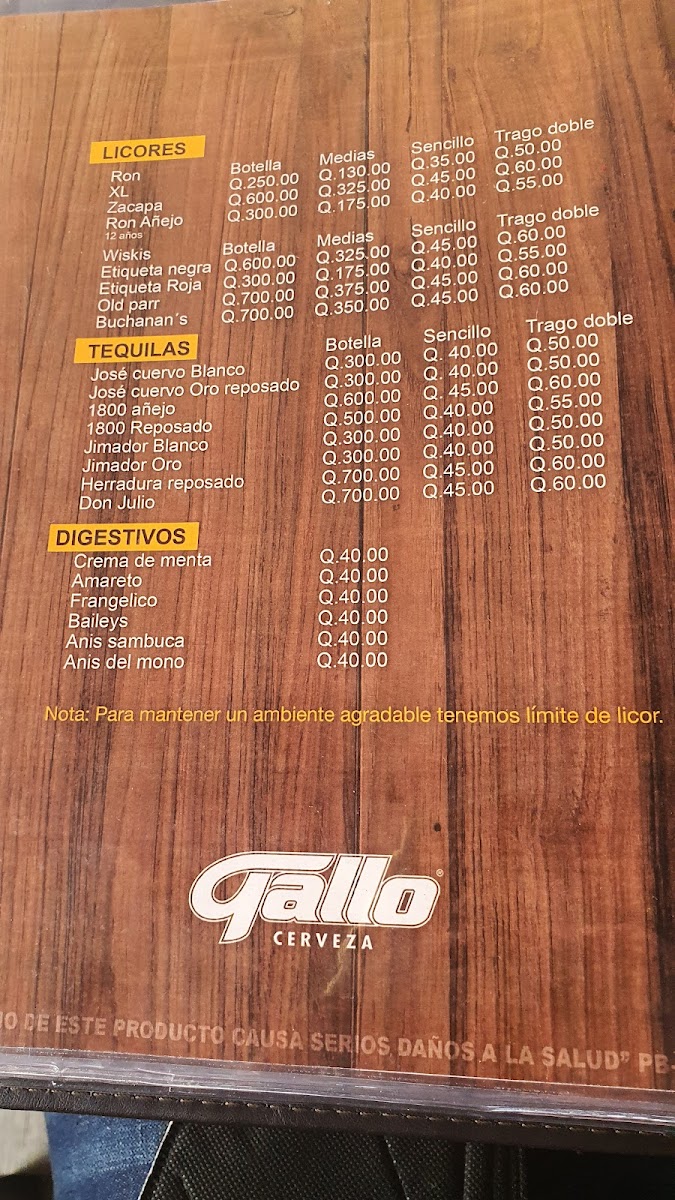 LICORES
Ron Botella Medias Sencillo Trago doble
XL Q.250.00 Q.130.00 Q.35.00 Q.50.00
Zacapa Q.600.00 Q.325.00 Q.45.00 Q.60.00
Ron Añejo Q.300.00 Q.175.00 Q.40.00 Q.55.00
12 años
Wiskis Botella Medias Sencillo Trago doble
Etiqueta negra Q.600.00 Q.325.00 Q.45.00 Q.60.00
Etiqueta Roja Q.300.00 Q.175.00 Q.40.00 Q.55.00
Old parr Q.700.00 Q.375.00 Q.45.00 Q.60.00
Buchanan´s Q.700.00 Q.350.00 Q.45.00 Q.60.00
TEQUILAS Botella Sencillo Trago doble
José cuervo Blanco Q.300.00 Q. 40.00 Q.50.00
José cuervo Oro reposado Q.300.00 Q. 40.00 Q.50.00
1800 añejo Q.600.00 Q. 45.00 Q.60.00
1800 Reposado Q.500.00 Q.40.00 Q.55.00
Jimador Blanco Q.300.00 Q.40.00 Q.50.00
Jimador Oro Q.300.00 Q.40.00 Q.50.00
Herradura reposado Q.700.00 Q.45.00 Q.60.00
Don Julio Q.700.00 Q.45.00 Q.60.00
DIGESTIVOS
Crema de menta Q.40.00
Amareto Q.40.00
Frangelico Q.40.00
Baileys Q.40.00
Anis sambuca Q.40.00
Anis del mono Q.40.00
Nota: Para mantener un ambiente agradable tenemos límite de licor.
Gallo®
CERVEZA
DE ESTE PRODUCTO CAUSA SERIOS DAÑOS A LA SALUD” PB-